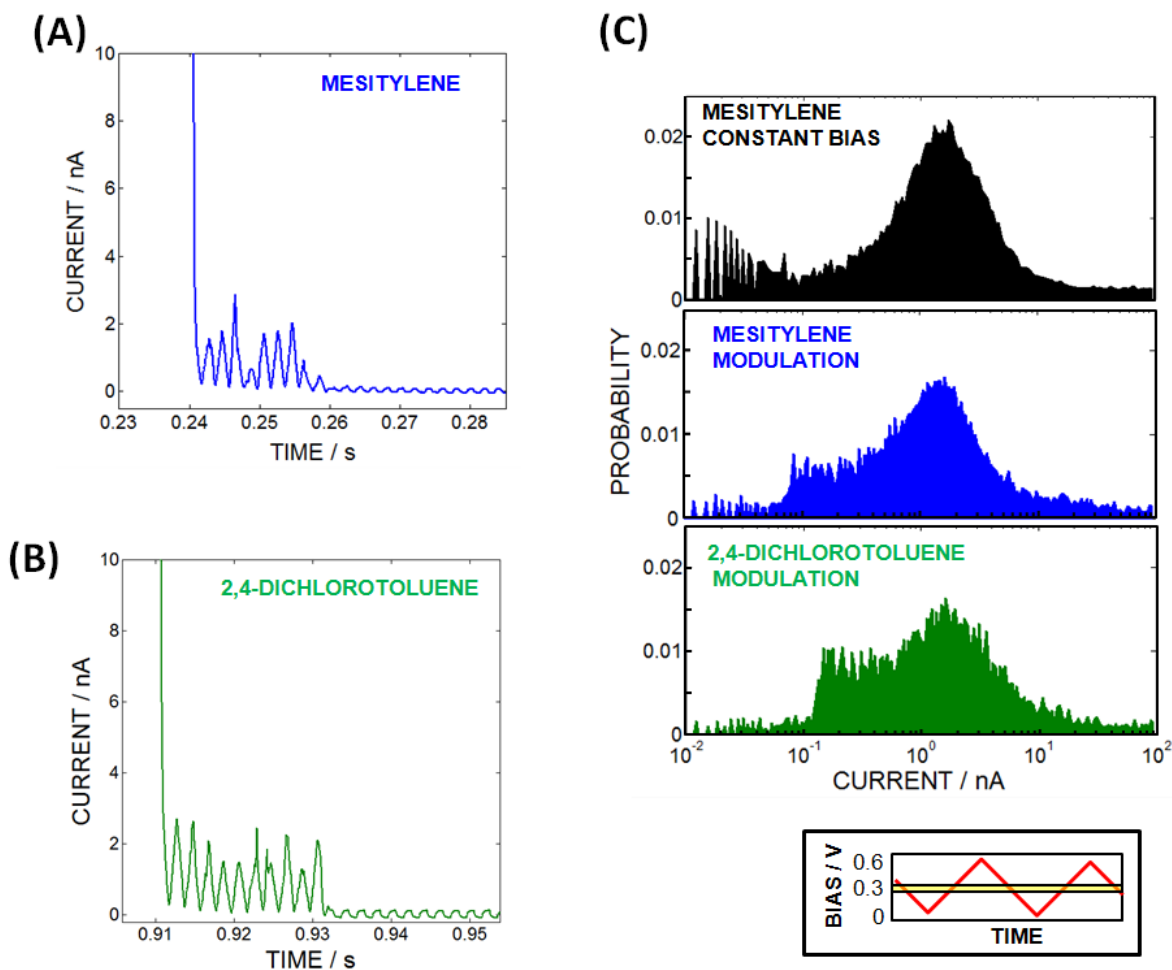 (A)
MESITYLENE
CURRENT / nA
10
8
6
4
2
0
0.23 0.24 0.25 0.26 0.27 0.28
TIME / s
(B)
2,4-DICHLOROTOLUENE
CURRENT / nA
10
8
6
4
2
0
0.91 0.92 0.93 0.94 0.95
TIME / s
(C)
MESITYLENE
CONSTANT BIAS
0.02
0.01
0
MESITYLENE
MODULATION
0.02
0.01
0
PROBABILITY
2,4-DICHLOROTOLUENE
MODULATION
0.02
0.01
0
10-2 10-1 100 101 102
CURRENT / nA
BIAS / V
0.6
0.3
0
TIME